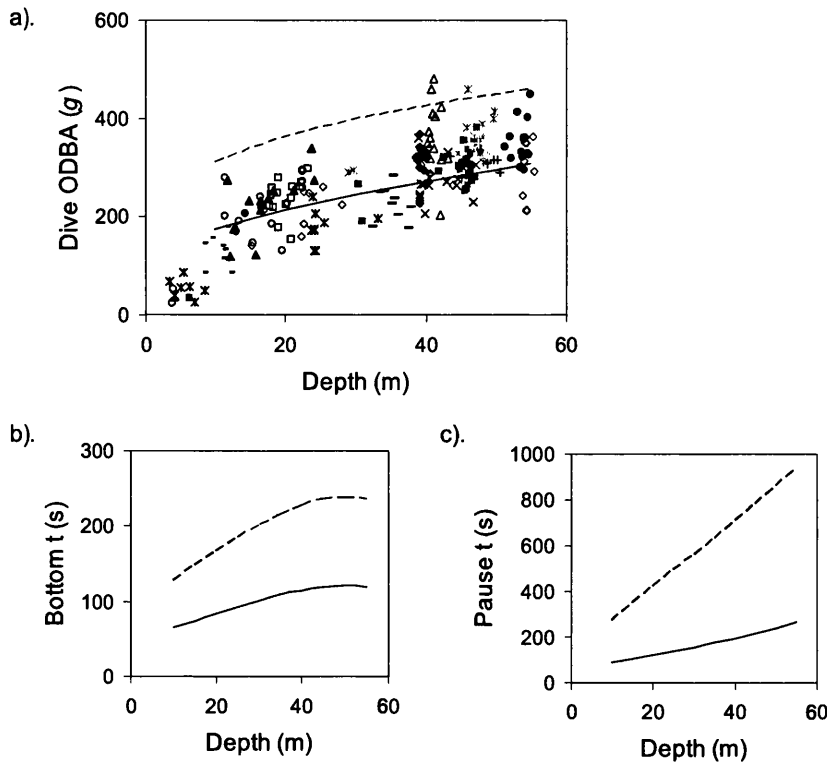 a).
600
400
200
0
Dive ODBA (g)
0 20 40 60
Depth (m)
b).
300
200
100
0
Bottom t (s)
0 20 40 60
Depth (m)
c).
1000
800
600
400
200
0
Pause t (s)
0 20 40 60
Depth (m)